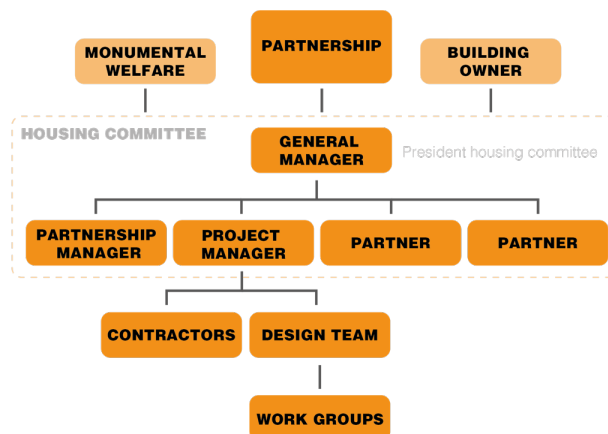 MONUMENTAL
WELFARE
PARTNERSHIP
BUILDING
OWNER
HOUSING COMMITTEE
GENERAL
MANAGER
President housing committee
PARTNERSHIP
MANAGER
PROJECT
MANAGER
PARTNER
PARTNER
CONTRACTORS
DESIGN TEAM
WORK GROUPS